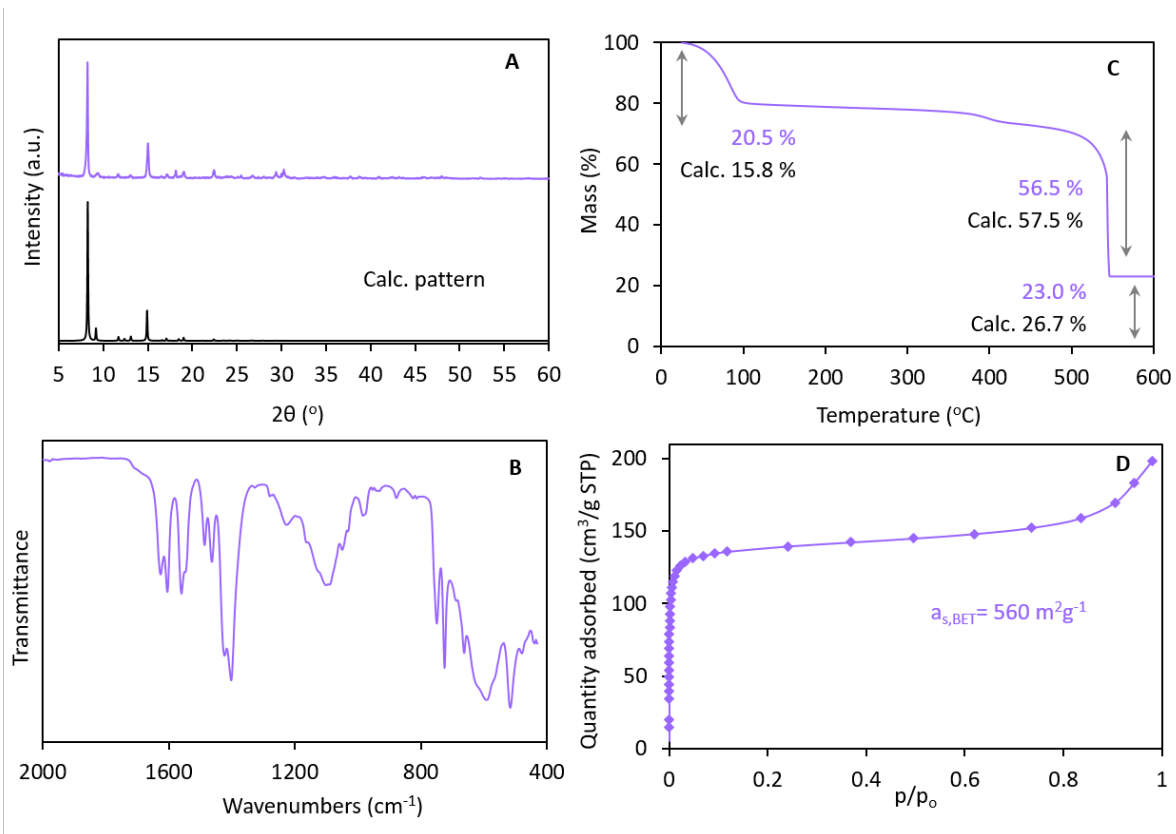 A
Intensity (a.u.)
Calc. pattern
5 10 15 20 25 30 35 40 45 50 55 60
2θ (°)
C
Mass (%)
100
80
60
40
20
0
20.5 %
Calc. 15.8 %
56.5 %
Calc. 57.5 %
23.0 %
Calc. 26.7 %
0 100 200 300 400 500 600
Temperature (°C)
B
Transmittance
2000 1600 1200 800 400
Wavenumbers (cm⁻¹)
D
Quantity adsorbed (cm³/g STP)
200
150
100
50
0
aₛ,BET= 560 m²g⁻¹
0 0.2 0.4 0.6 0.8 1
p/pₒ